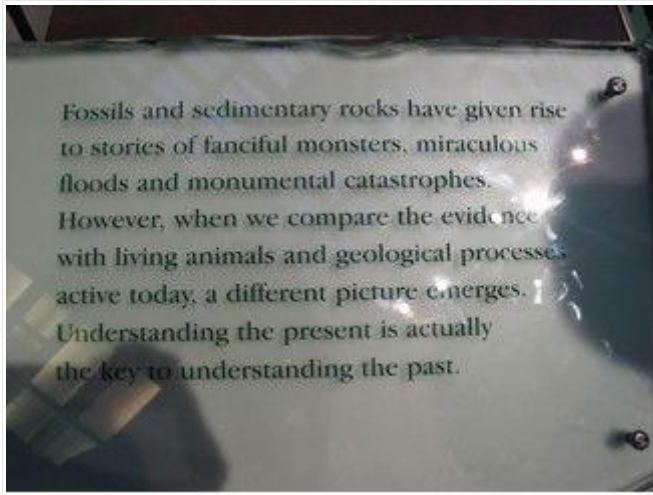 Fossils and sedimentary rocks have given rise
to stories of fanciful monsters, miraculous
floods and monumental catastrophes.
However, when we compare the evidence
with living animals and geological processes
active today, a different picture emerges.
Understanding the present is actually
the key to understanding the past.